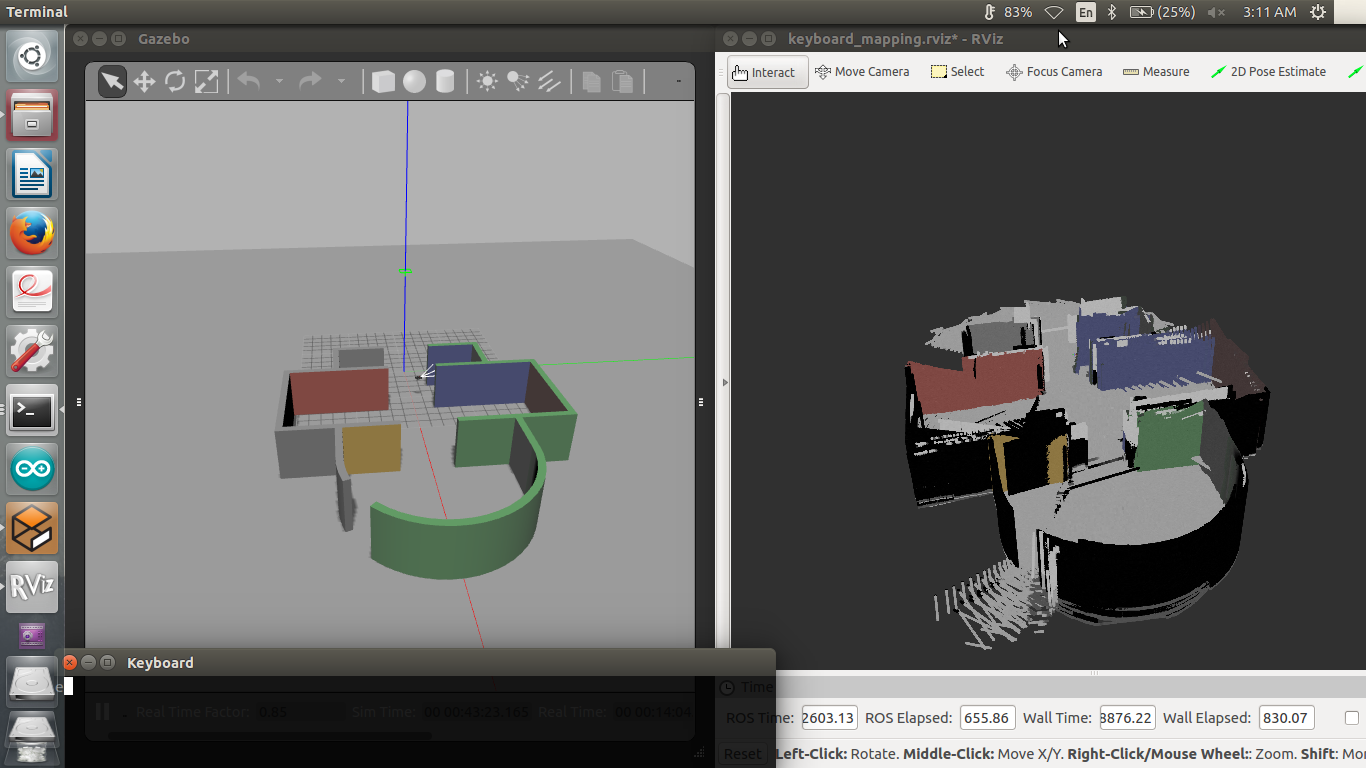 Terminal
83%
En
(25%)
3:11 AM
Gazebo
keyboard_mapping.rviz* - RViz
Interact
Move Camera
Select
Focus Camera
Measure
2D Pose Estimate
RViz
Keyboard
Real Time Factor: 0.85 Sim Time: 00 00:43:23.165 Real Time: 00 00:14:04
Time
ROS Time: 2603.13 ROS Elapsed: 655.86 Wall Time: 8876.22 Wall Elapsed: 830.07
Reset Left-Click: Rotate. Middle-Click: Move X/Y. Right-Click/Mouse Wheel:: Zoom. Shift: Mor